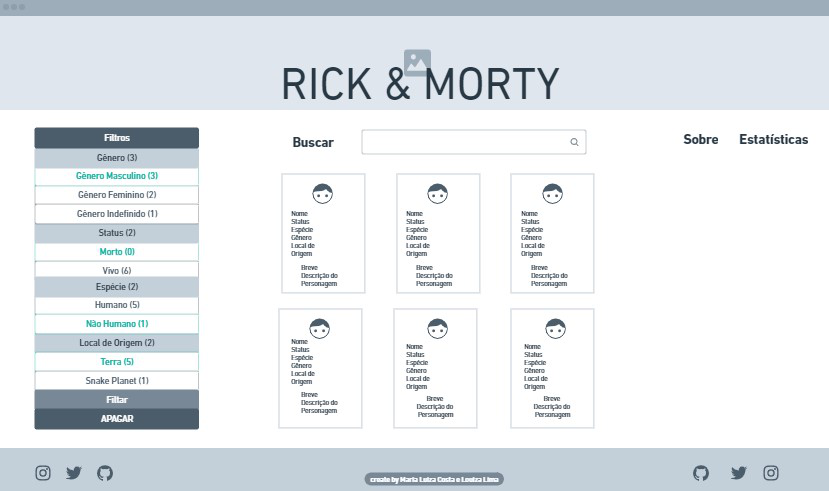 RICK & MORTY
Filtros
Gênero (3)
Gênero Masculino (3)
Gênero Feminino (2)
Gênero Indefinido (1)
Status (2)
Morto (0)
Vivo (6)
Espécie (2)
Humano (5)
Não Humano (1)
Local de Origem (2)
Terra (5)
Snake Planet (1)
Filtar
APAGAR
Buscar
Sobre Estatísticas
Nome
Status
Espécie
Gênero
Local de
Origem
Breve
Descrição do
Personagem
Nome
Status
Espécie
Gênero
Local de
Origem
Breve
Descrição do
Personagem
Nome
Status
Espécie
Gênero
Local de
Origem
Breve
Descrição do
Personagem
Nome
Status
Espécie
Gênero
Local de
Origem
Breve
Descrição do
Personagem
Nome
Status
Espécie
Gênero
Local de
Origem
Breve
Descrição do
Personagem
Nome
Status
Espécie
Gênero
Local de
Origem
Breve
Descrição do
Personagem
create by Maria Luiza Costa e Louiza Lima